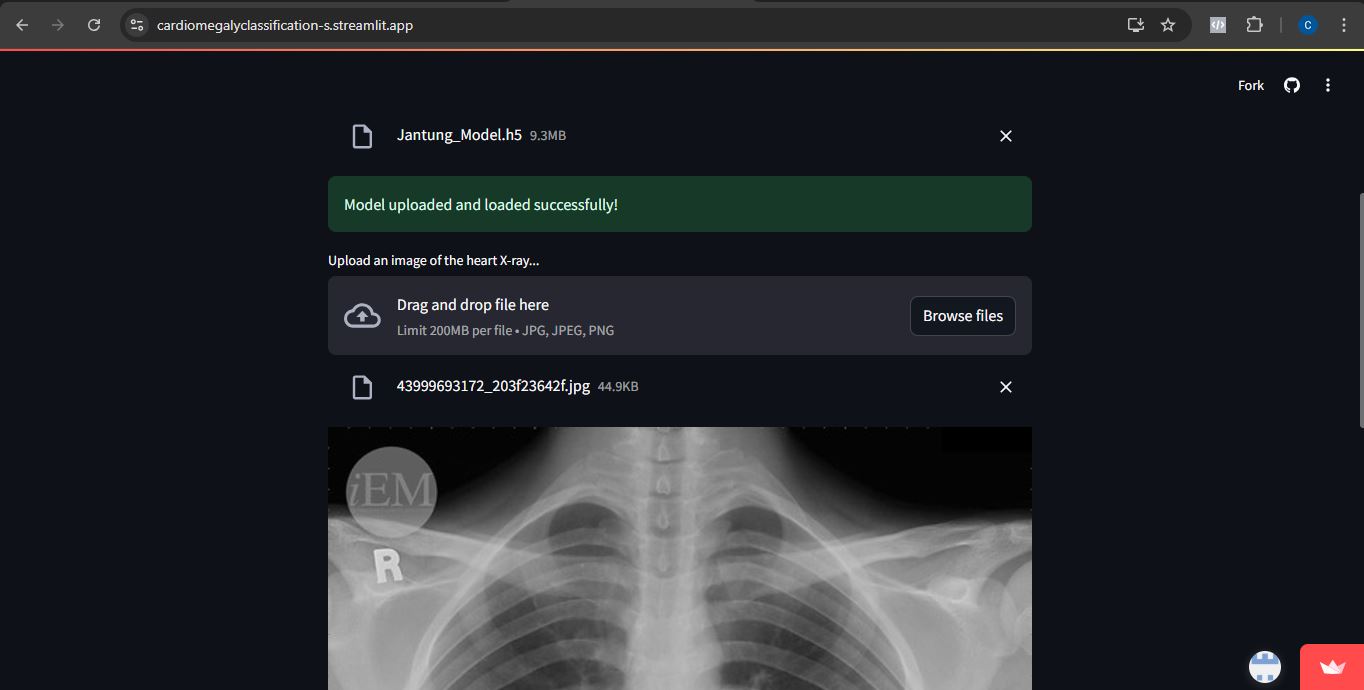 cardiomegalyclassification-s.streamlit.app
C
Fork
Jantung_Model.h5 9.3MB
Model uploaded and loaded successfully!
Upload an image of the heart X-ray...
Drag and drop file here
Limit 200MB per file • JPG, JPEG, PNG
Browse files
43999693172_203f23642f.jpg 44.9KB
iEM
R